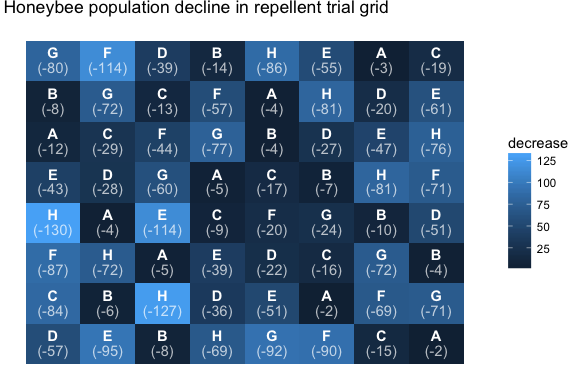 Honeybee population decline in repellent trial grid
G F D B H E A C
(-80) (-114) (-39) (-14) (-86) (-55) (-3) (-19)
B G C F A H D E
(-8) (-72) (-13) (-57) (-4) (-81) (-20) (-61)
A C F G B D E H
(-12) (-29) (-44) (-77) (-4) (-27) (-47) (-76)
E D G A C B H F
(-43) (-28) (-60) (-5) (-17) (-7) (-81) (-71)
H A E C F G B D
(-130) (-4) (-114) (-9) (-20) (-24) (-10) (-51)
F H A E D C G B
(-87) (-72) (-5) (-39) (-22) (-16) (-72) (-4)
C B H D E A F G
(-84) (-6) (-127) (-36) (-51) (-2) (-69) (-71)
D E B H G F C A
(-57) (-95) (-8) (-69) (-92) (-90) (-15) (-2)
decrease
125
100
75
50
25